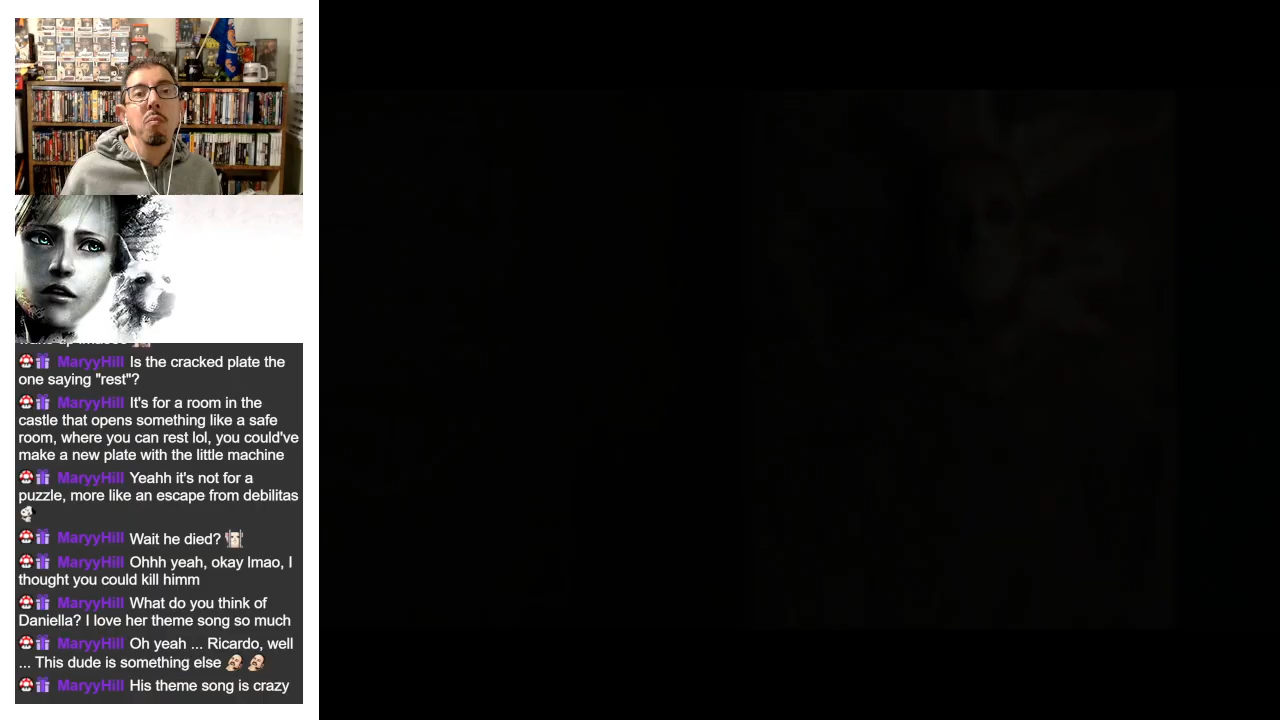 MaryyHill Is the cracked plate the
one saying "rest"?
MaryyHill It's for a room in the
castle that opens something like a safe
room, where you can rest lol, you could've
make a new plate with the little machine
MaryyHill Yeahh it's not for a
puzzle, more like an escape from debilitas
MaryyHill Wait he died?
MaryyHill Ohhh yeah, okay lmao, I
thought you could kill himm
MaryyHill What do you think of
Daniella? I love her theme song so much
MaryyHill Oh yeah ... Ricardo, well
... This dude is something else
MaryyHill His theme song is crazy